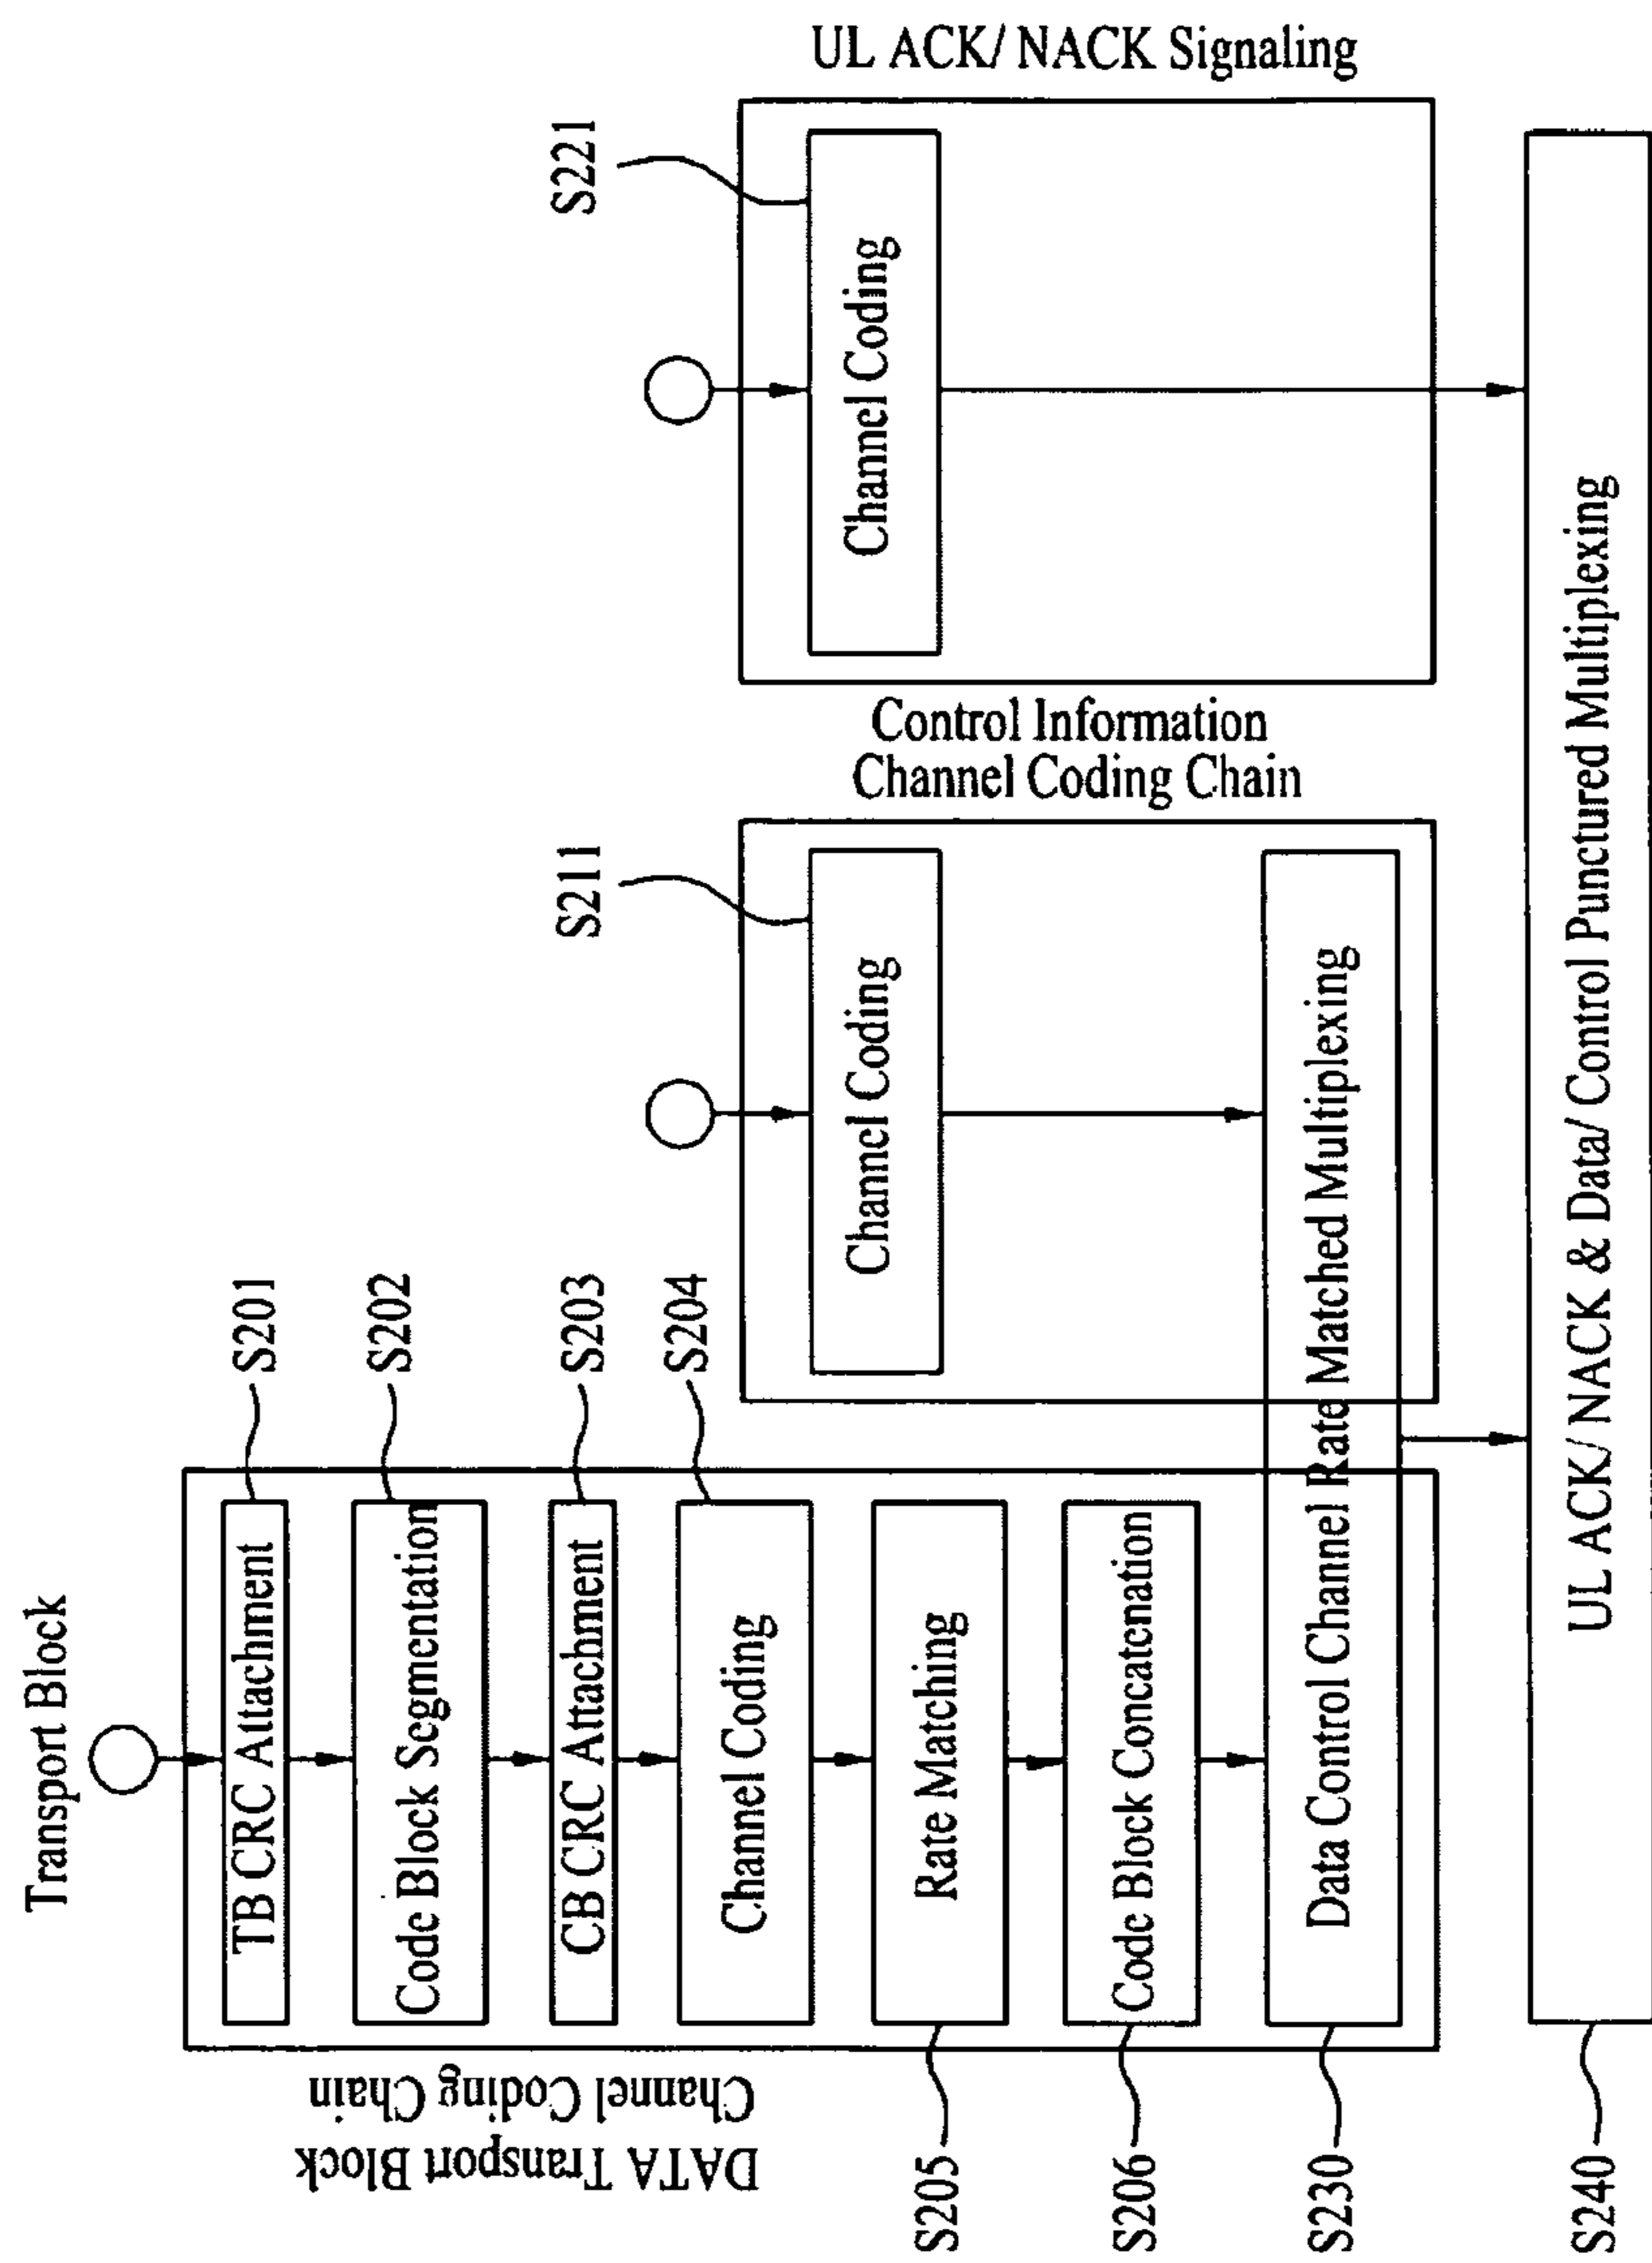 Transport Block
TB CRC Attachment
S201
Code Block Segmentation
S202
CB CRC Attachment
S203
Channel Coding
S204
Rate Matching
S205
Code Block Concatenation
S206
DATA Transport Block
Channel Coding Chain
Control Information
Channel Coding Chain
Channel Coding
S211
UL ACK/ NACK Signaling
Channel Coding
S221
Data Control Channel Rate Matched Multiplexing
S230
UL ACK/ NACK & Data/ Control Punctured Multiplexing
S240